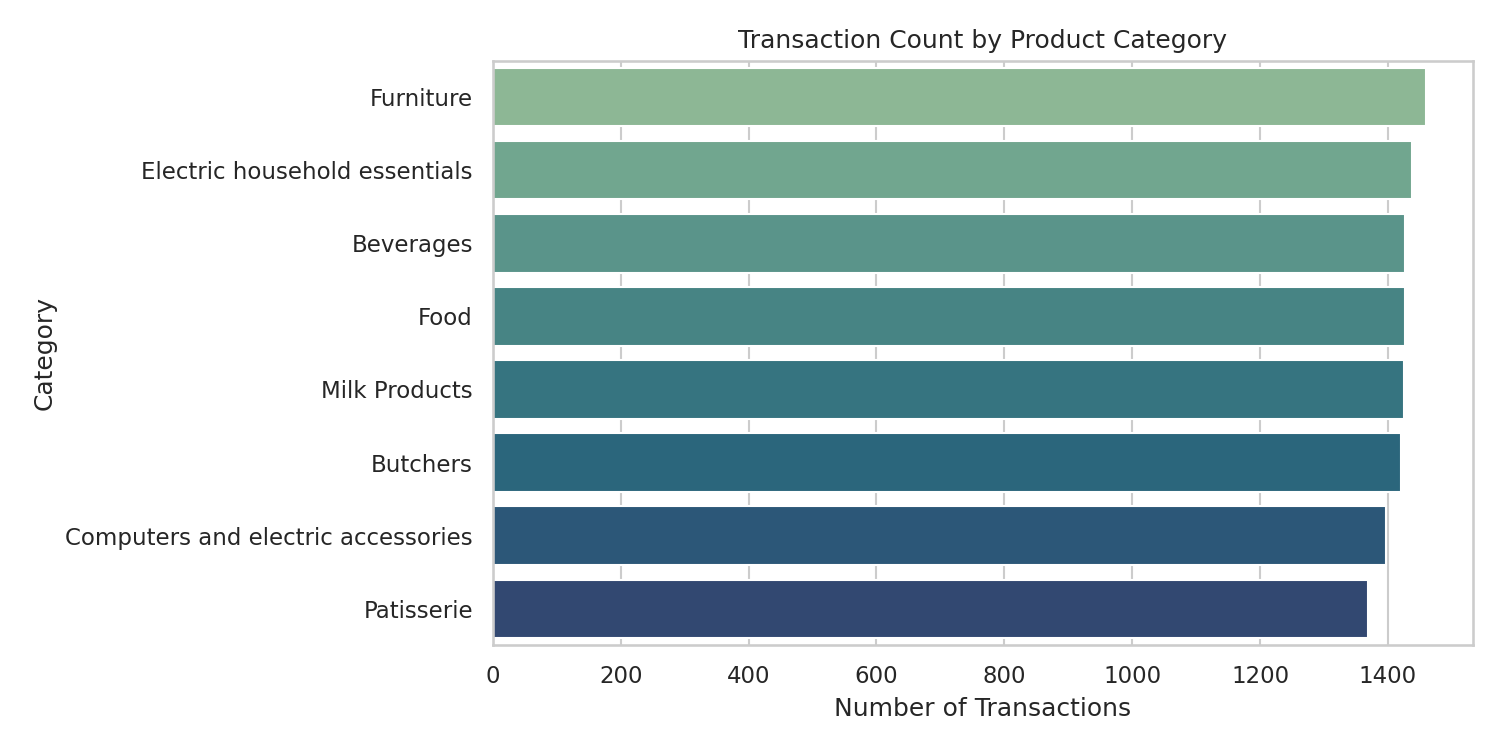 Transaction Count by Product Category
Furniture
Electric household essentials
Beverages
Food
Milk Products
Butchers
Computers and electric accessories
Patisserie
Category
0 200 400 600 800 1000 1200 1400
Number of Transactions